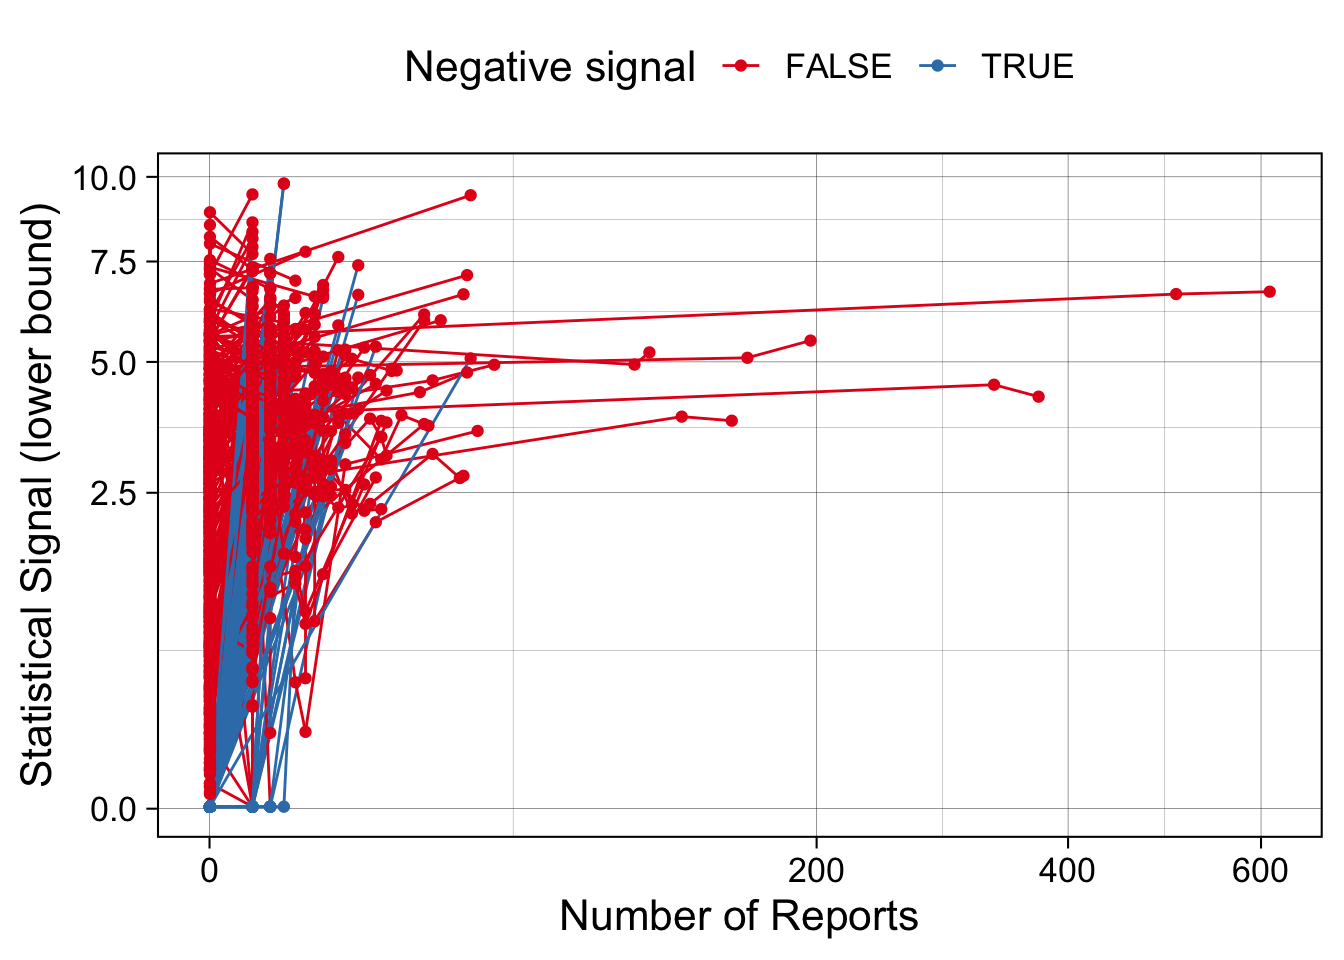 Negative signal FALSE TRUE
10.0
7.5
5.0
2.5
0.0
Statistical Signal (lower bound)
0 200 400 600
Number of Reports